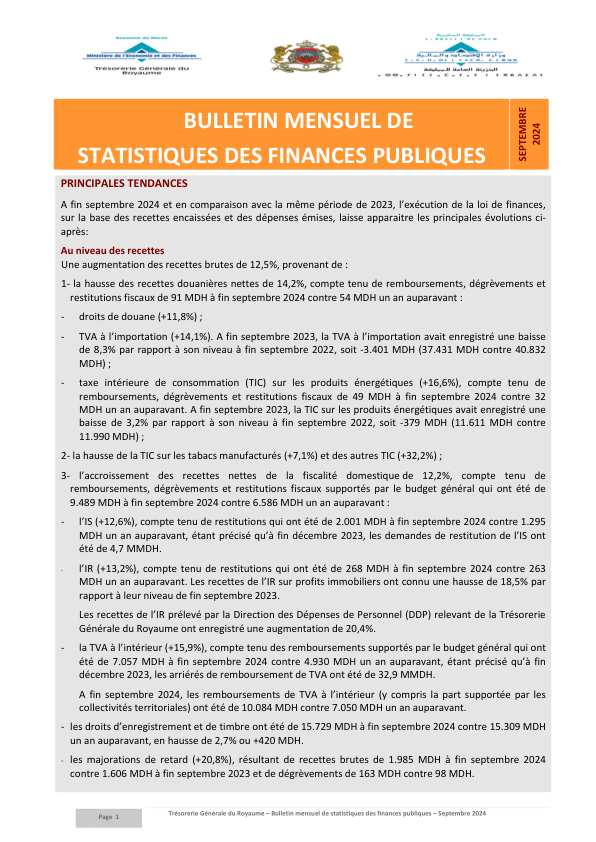 Royaume du Maroc
Ministère de l'Economie et des Finances
Trésorerie Générale du
Royaume
المملكة المغربية
وزارة الاقتصاد والمالية
الخزينة العامة للمملكة
BULLETIN MENSUEL DE
STATISTIQUES DES FINANCES PUBLIQUES
SEPTEMBRE
2024
PRINCIPALES TENDANCES
A fin septembre 2024 et en comparaison avec la même période de 2023, l'exécution de la loi de finances,
sur la base des recettes encaissées et des dépenses émises, laisse apparaitre les principales évolutions ci-
après:
Au niveau des recettes
Une augmentation des recettes brutes de 12,5%, provenant de :
1- la hausse des recettes douanières nettes de 14,2%, compte tenu de remboursements, dégrèvements et
restitutions fiscaux de 91 MDH à fin septembre 2024 contre 54 MDH un an auparavant :
- droits de douane (+11,8%) ;
- TVA à l'importation (+14,1%). A fin septembre 2023, la TVA à l'importation avait enregistré une baisse
de 8,3% par rapport à son niveau à fin septembre 2022, soit -3.401 MDH (37.431 MDH contre 40.832
MDH) ;
- taxe intérieure de consommation (TIC) sur les produits énergétiques (+16,6%), compte tenu de
remboursements, dégrèvements et restitutions fiscaux de 49 MDH à fin septembre 2024 contre 32
MDH un an auparavant. A fin septembre 2023, la TIC sur les produits énergétiques avait enregistré une
baisse de 3,2% par rapport à son niveau à fin septembre 2022, soit -379 MDH (11.611 MDH contre
11.990 MDH) ;
2- la hausse de la TIC sur les tabacs manufacturés (+7,1%) et des autres TIC (+32,2%) ;
3- l'accroissement des recettes nettes de la fiscalité domestique de 12,2%, compte tenu de
remboursements, dégrèvements et restitutions fiscaux supportés par le budget général qui ont été de
9.489 MDH à fin septembre 2024 contre 6.586 MDH un an auparavant :
- l'IS (+12,6%), compte tenu de restitutions qui ont été de 2.001 MDH à fin septembre 2024 contre 1.295
MDH un an auparavant, étant précisé qu'à fin décembre 2023, les demandes de restitution de l'IS ont
été de 4,7 MMDH.
- l'IR (+13,2%), compte tenu de restitutions qui ont été de 268 MDH à fin septembre 2024 contre 263
MDH un an auparavant. Les recettes de l'IR sur profits immobiliers ont connu une hausse de 18,5% par
rapport à leur niveau de fin septembre 2023.
Les recettes de l'IR prélevé par la Direction des Dépenses de Personnel (DDP) relevant de la Trésorerie
Générale du Royaume ont enregistré une augmentation de 20,4%.
- la TVA à l'intérieur (+15,9%), compte tenu des remboursements supportés par le budget général qui ont
été de 7.057 MDH à fin septembre 2024 contre 4.930 MDH un an auparavant, étant précisé qu'à fin
décembre 2023, les arriérés de remboursement de TVA ont été de 32,9 MMDH.
A fin septembre 2024, les remboursements de TVA à l'intérieur (y compris la part supportée par les
collectivités territoriales) ont été de 10.084 MDH contre 7.050 MDH un an auparavant.
- les droits d'enregistrement et de timbre ont été de 15.729 MDH à fin septembre 2024 contre 15.309 MDH
un an auparavant, en hausse de 2,7% ou +420 MDH.
- les majorations de retard (+20,8%), résultant de recettes brutes de 1.985 MDH à fin septembre 2024
contre 1.606 MDH à fin septembre 2023 et de dégrèvements de 163 MDH contre 98 MDH.
Page 1
Trésorerie Générale du Royaume – Bulletin mensuel de statistiques des finances publiques – Septembre 2024